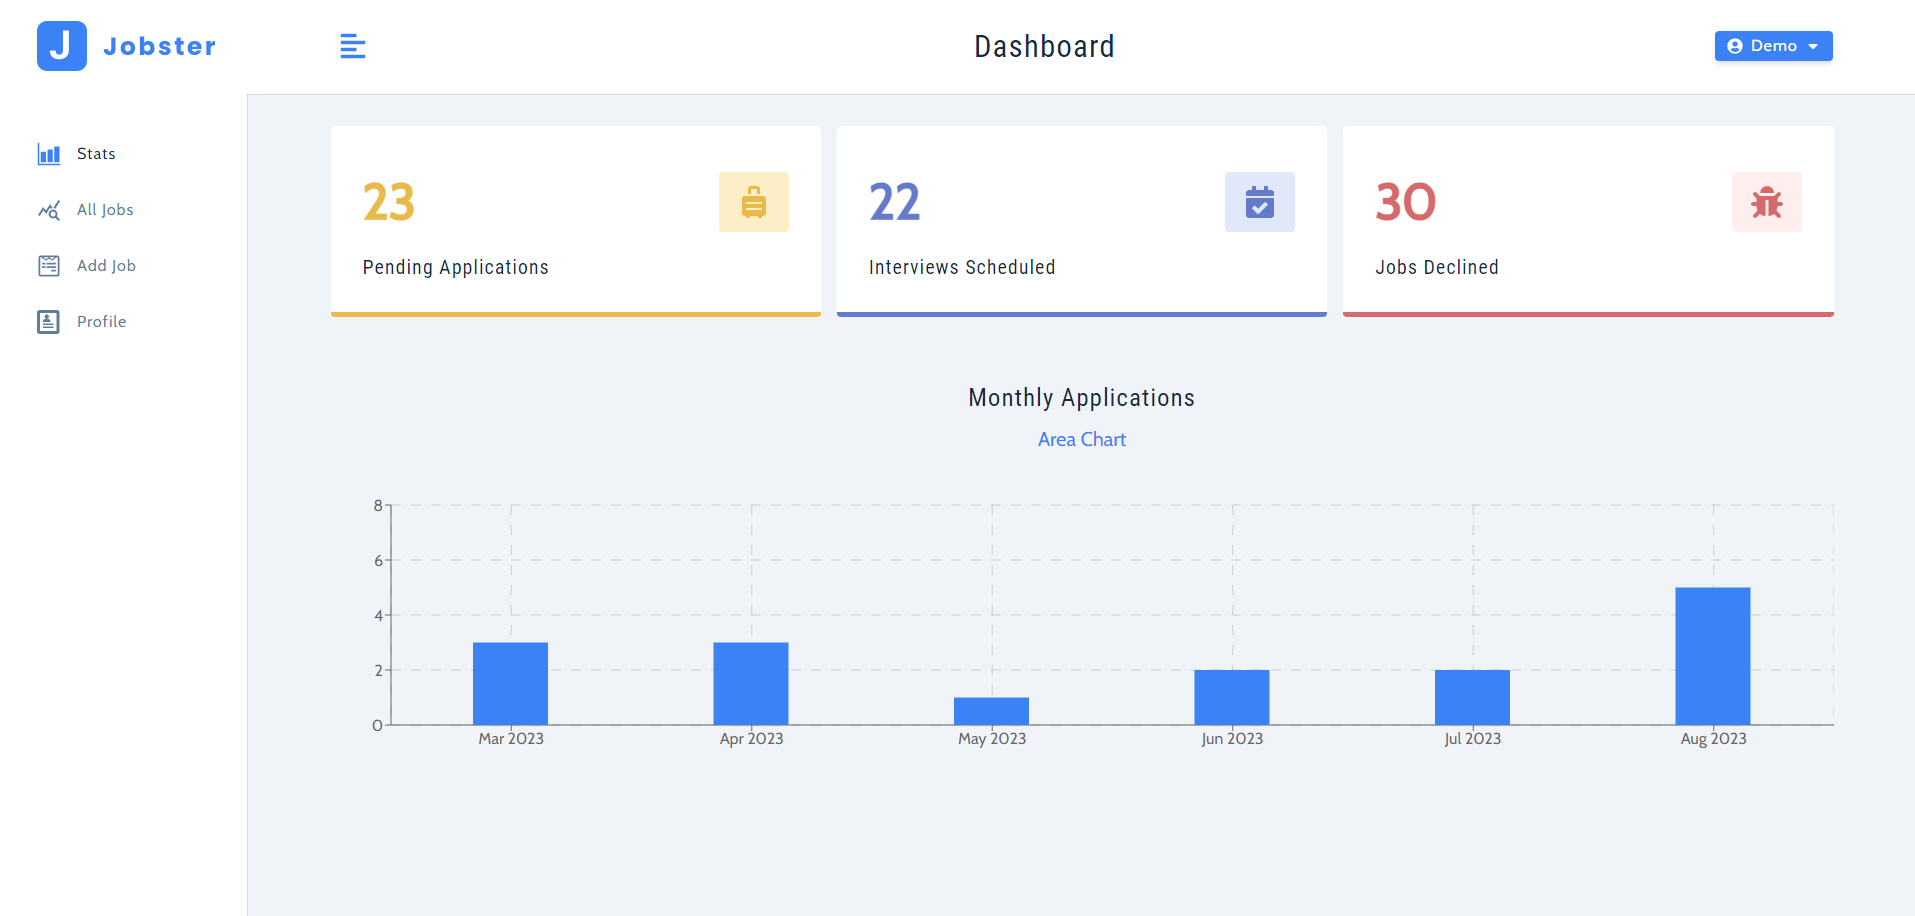 J Jobster
Dashboard
Demo
Stats
All Jobs
Add Job
Profile
23
Pending Applications
22
Interviews Scheduled
30
Jobs Declined
Monthly Applications
Area Chart
8
6
4
2
0
Mar 2023 Apr 2023 May 2023 Jun 2023 Jul 2023 Aug 2023